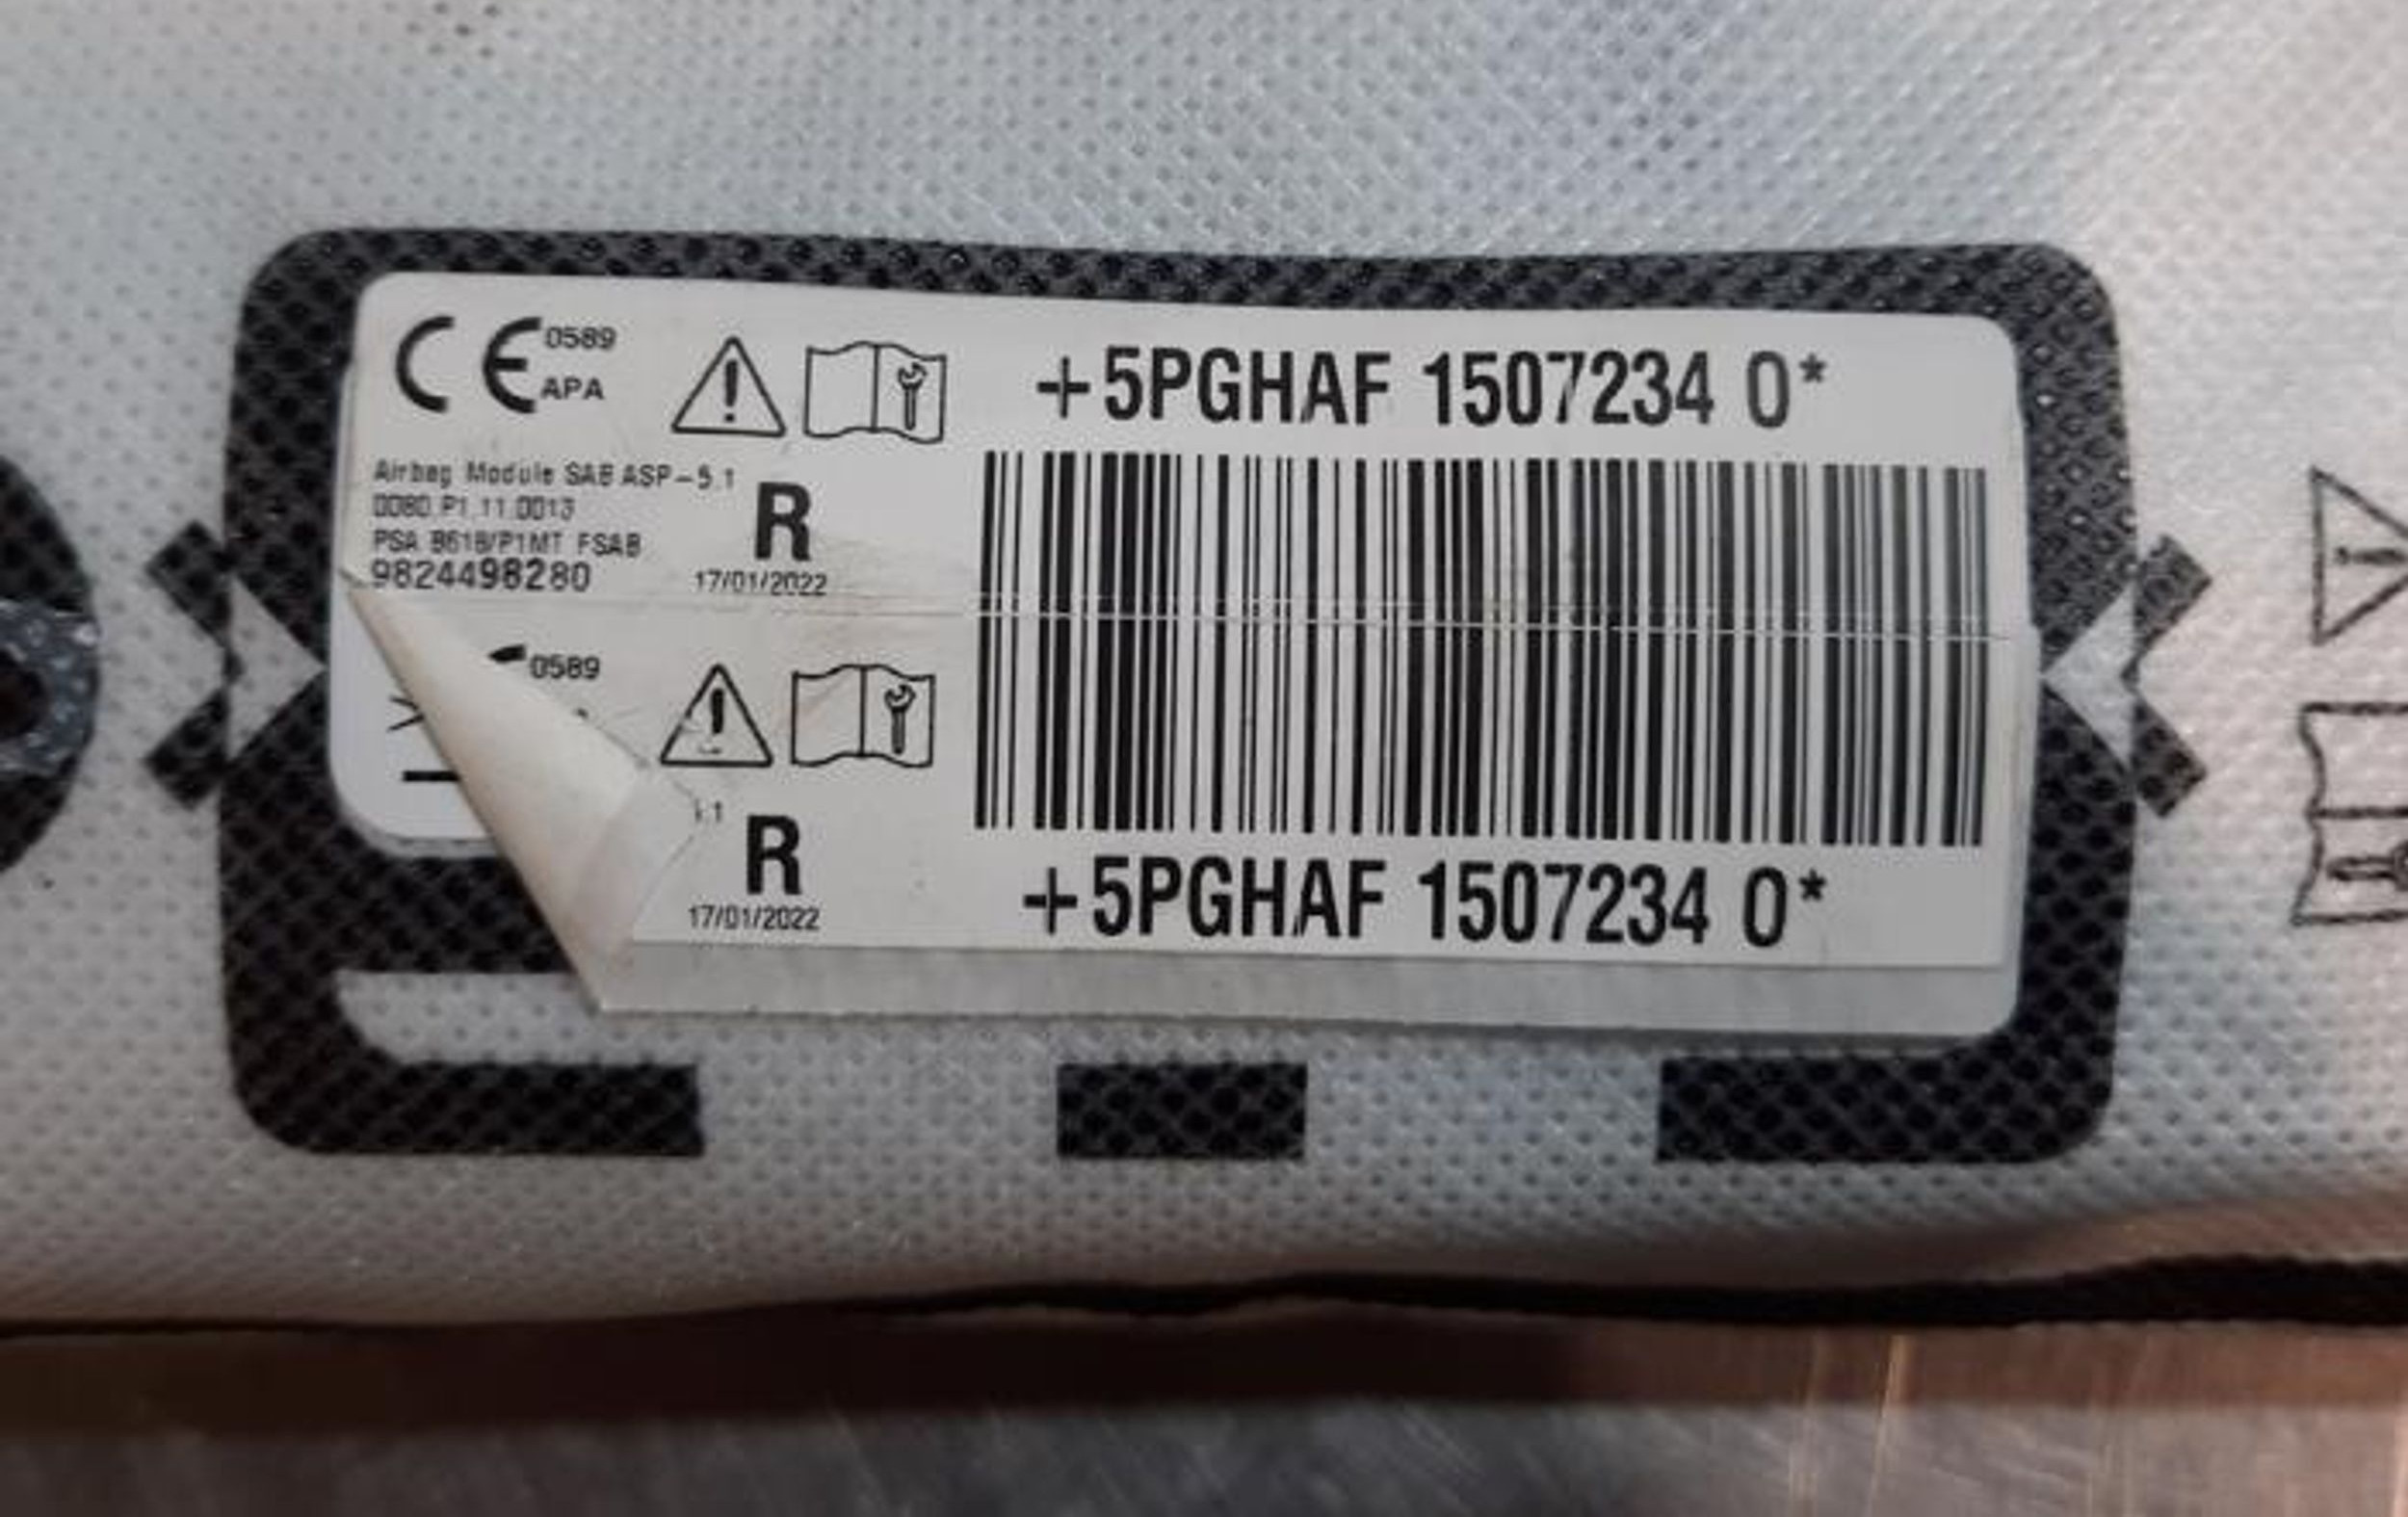 CE 0589
APA
+5PGHAF 1507234 0*
Airbag Module SAB ASP-5.1
0080 P1 11 0013
PSA B618/P1MT FSAB
9824498280
R
17/01/2022
0589
R
17/01/2022
+5PGHAF 1507234 0*